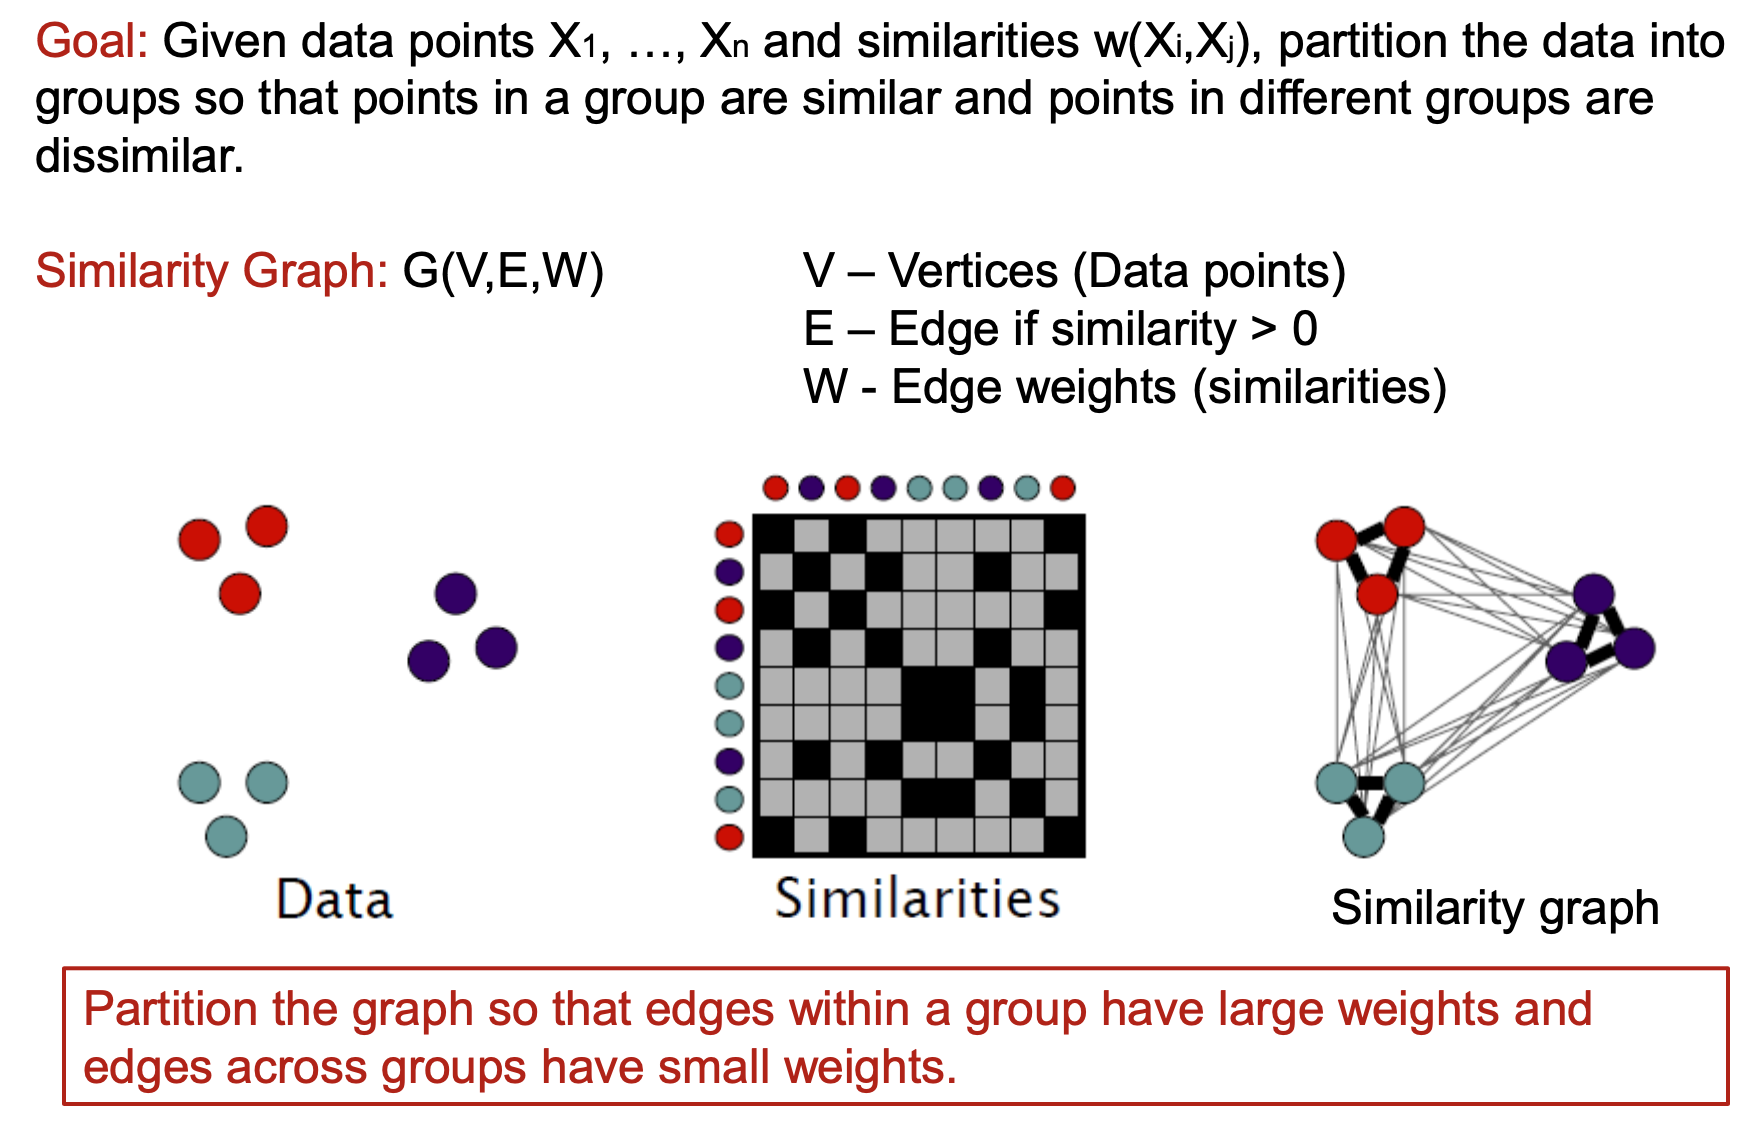 Goal: Given data points X1, …, Xn and similarities w(Xi,Xj), partition the data into
groups so that points in a group are similar and points in different groups are
dissimilar.
Similarity Graph: G(V,E,W)
V – Vertices (Data points)
E – Edge if similarity > 0
W - Edge weights (similarities)
Data
Similarities
Similarity graph
Partition the graph so that edges within a group have large weights and
edges across groups have small weights.